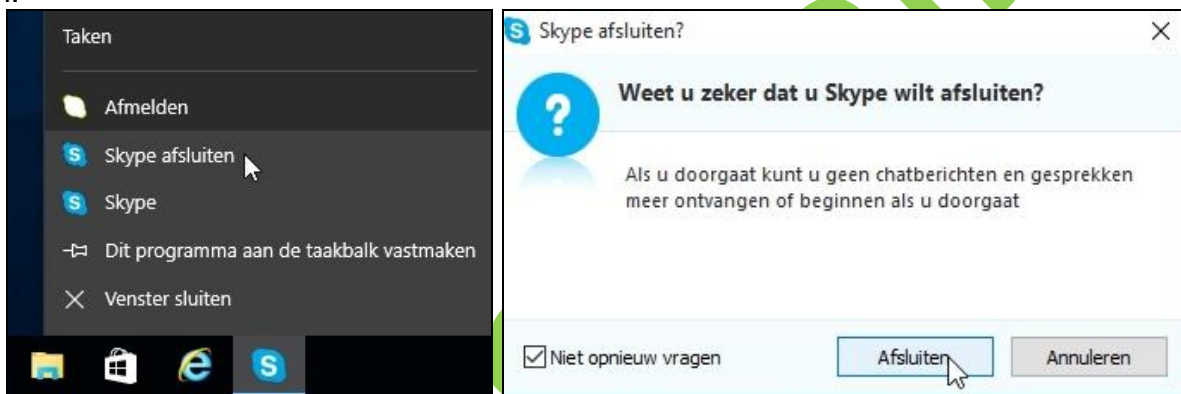 Taken
Afmelden
Skype afsluiten
Skype
Dit programma aan de taakbalk vastmaken
Venster sluiten
Skype afsluiten?
Weet u zeker dat u Skype wilt afsluiten?
Als u doorgaat kunt u geen chatberichten en gesprekken
meer ontvangen of beginnen als u doorgaat
Niet opnieuw vragen
Afsluiten
Annuleren